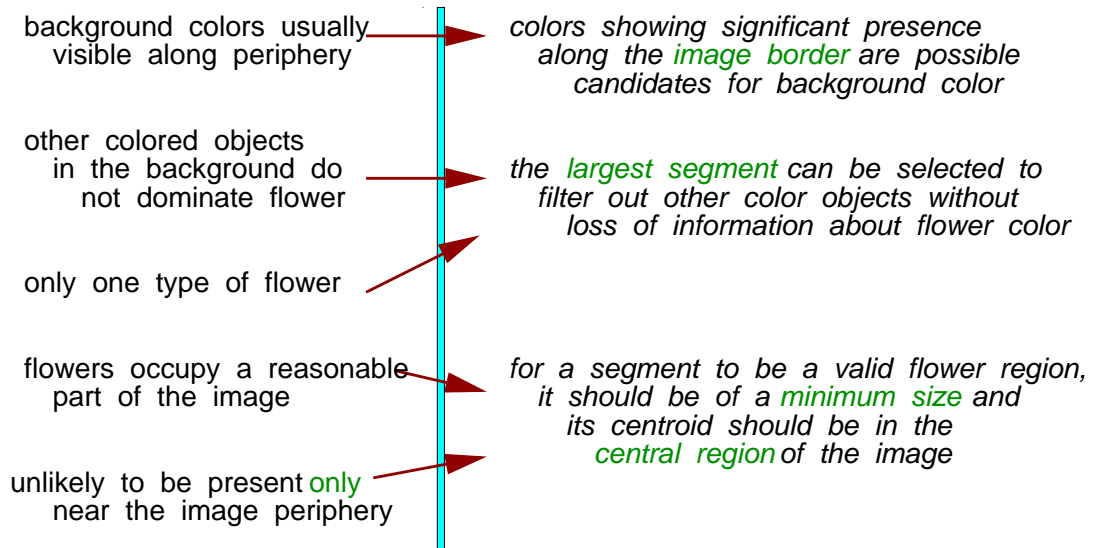 background colors usually
visible along periphery
colors showing significant presence
along the image border are possible
candidates for background color
other colored objects
in the background do
not dominate flower
the largest segment can be selected to
filter out other color objects without
loss of information about flower color
only one type of flower
flowers occupy a reasonable
part of the image
for a segment to be a valid flower region,
it should be of a minimum size and
its centroid should be in the
central region of the image
unlikely to be present only
near the image periphery